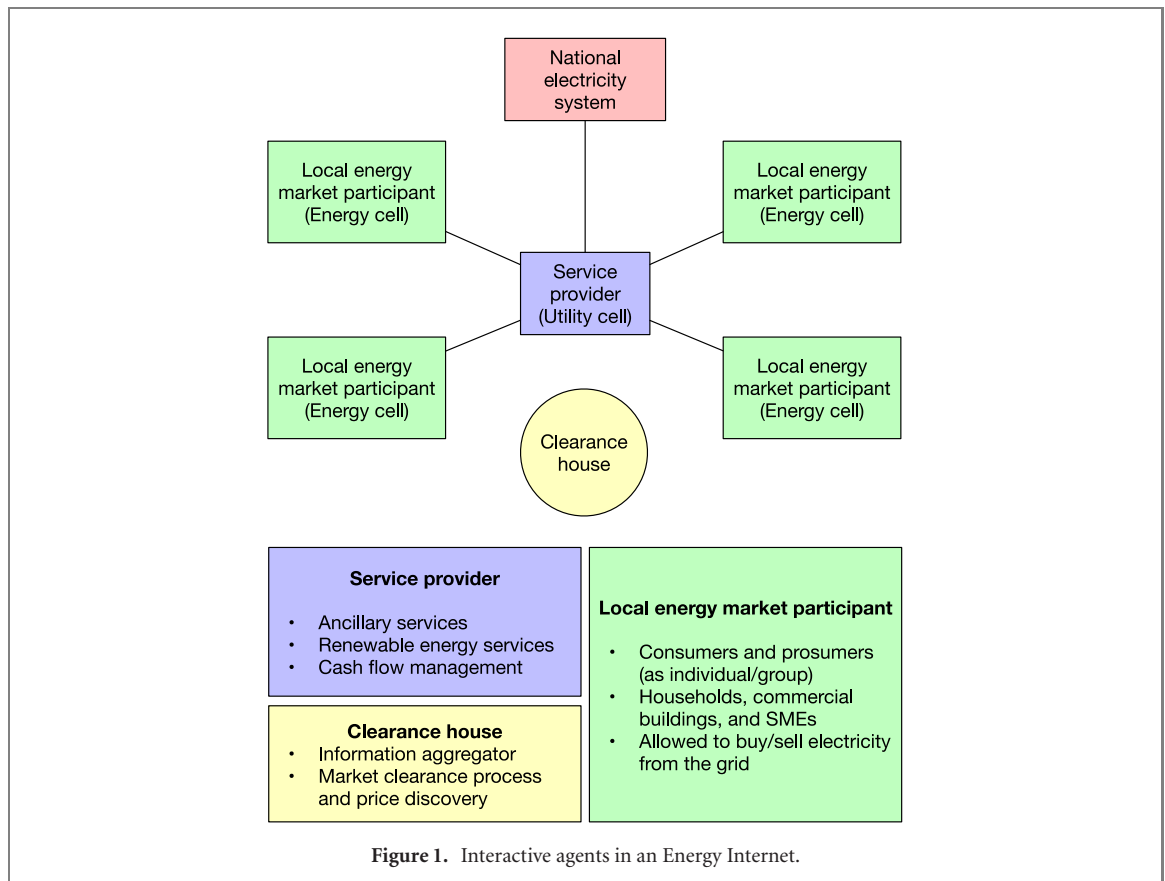 National
electricity
system
Local energy
market participant
(Energy cell)
Local energy
market participant
(Energy cell)
Service
provider
(Utility cell)
Local energy
market participant
(Energy cell)
Local energy
market participant
(Energy cell)
Clearance
house
Service provider
• Ancillary services
• Renewable energy services
• Cash flow management
Clearance house
• Information aggregator
• Market clearance process
and price discovery
Local energy market participant
• Consumers and prosumers
(as individual/group)
• Households, commercial
buildings, and SMEs
• Allowed to buy/sell electricity
from the grid
Figure 1. Interactive agents in an Energy Internet.